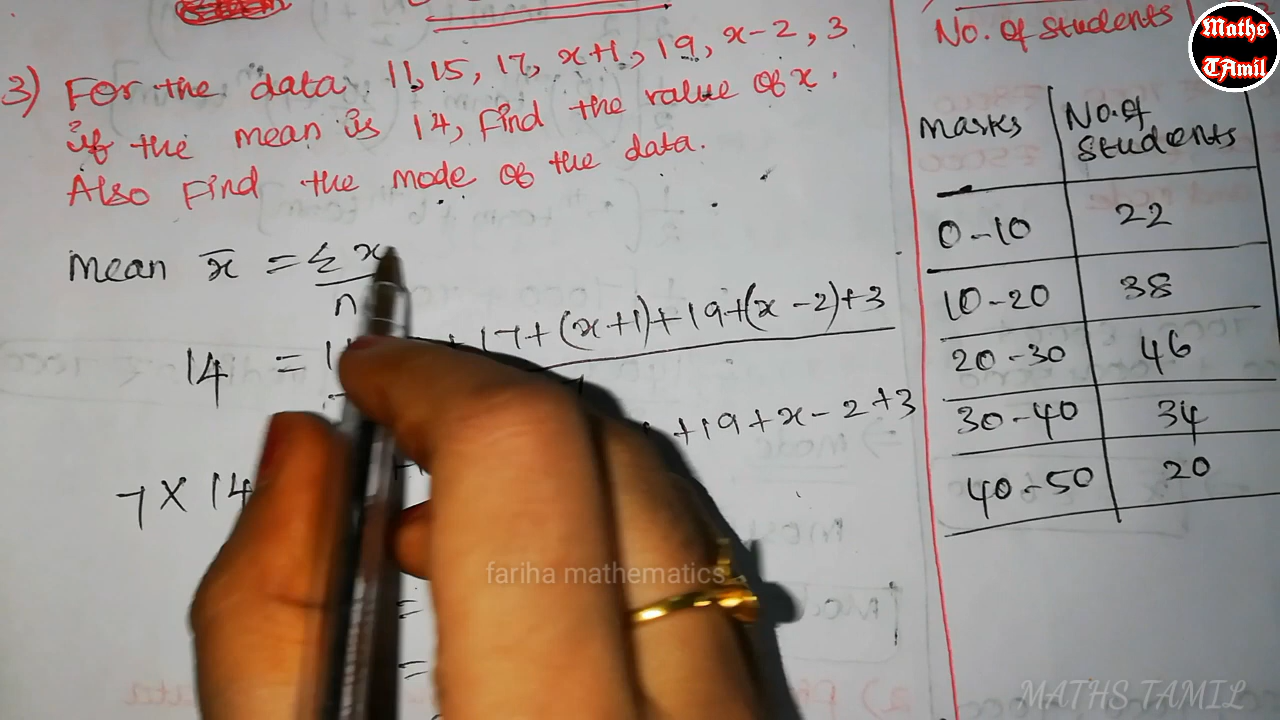 3) For the data 11, 15, 17, x+1, 19, x-2, 3
if the mean is 14, Find the value of x.
Also Find the mode of the data.
mean x̄ = Σx
n
14 = 11 + 17 + (x+1) + 19 + (x-2) + 3
7 × 14
+ 19 + x - 2 + 3
=
=
No. of Students
marks No. of Students
0-10 22
10-20 38
20-30 46
30-40 34
40-50 20
Maths
TAmil
fariha mathematics
MATHS TAMIL